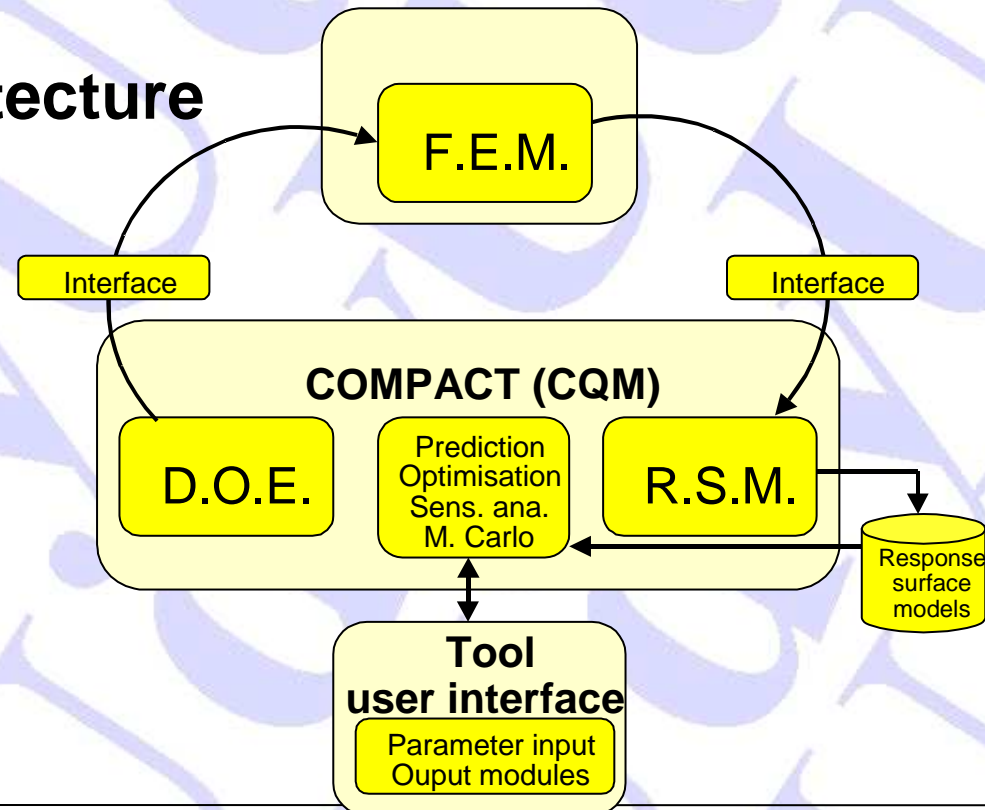 tecture
F.E.M.
Interface
Interface
COMPACT (CQM)
D.O.E.
Prediction
Optimisation
Sens. ana.
M. Carlo
R.S.M.
Response
surface
models
Tool
user interface
Parameter input
Ouput modules